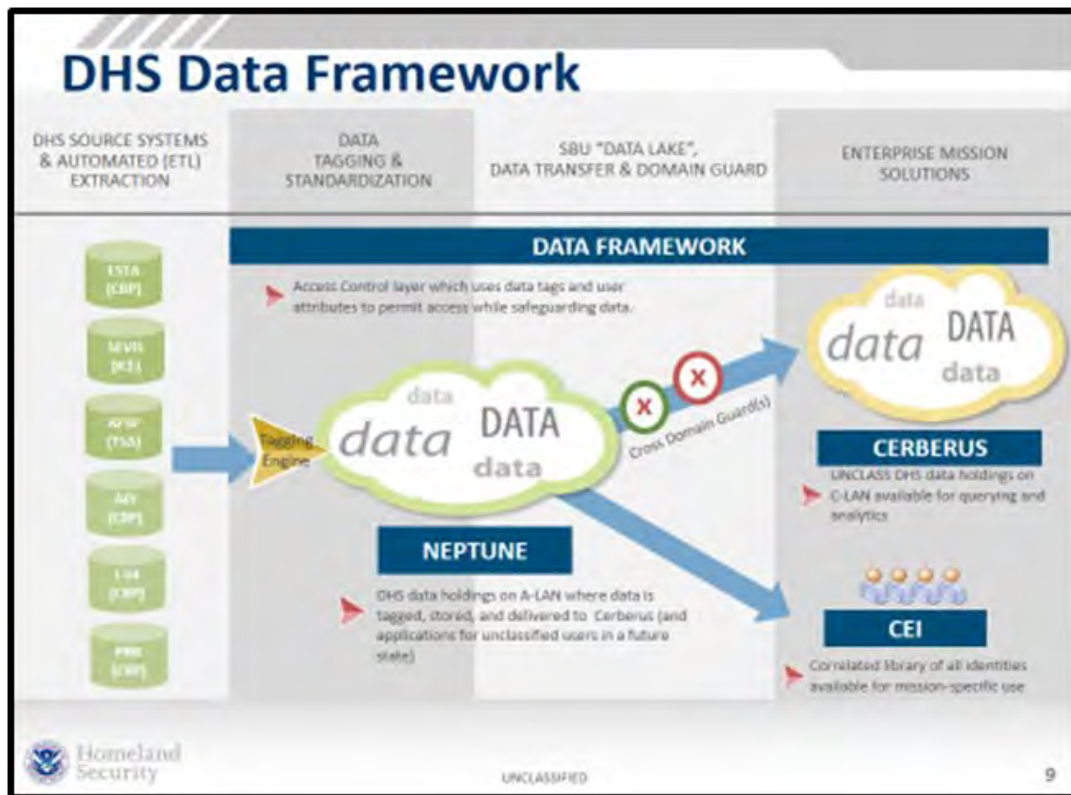 DHS Data Framework
DHS SOURCE SYSTEMS
& AUTOMATED (ETL)
EXTRACTION
DATA
TAGGING &
STANDARDIZATION
SBU "DATA LAKE",
DATA TRANSFER & DOMAIN GUARD
ENTERPRISE MISSION
SOLUTIONS
DATA FRAMEWORK
Access Control layer which uses data tags and user
attributes to permit access while safeguarding data.
ESTA
(CBP)
SEVIS
(ICE)
(TSA)
(CBP)
I-94
(CBP)
(CBP)
Tagging
Engine
data
data DATA
data
Cross Domain Guard(s)
data
data DATA
data
NEPTUNE
DHS data holdings on A-LAN where data is
tagged, stored, and delivered to Cerberus (and
applications for unclassified users in a future
state)
CERBERUS
UNCLASS DHS data holdings on
C-LAN available for querying and
analytics
CEI
Correlated library of all identities
available for mission-specific use
X
X
Homeland
Security
UNCLASSIFIED
9